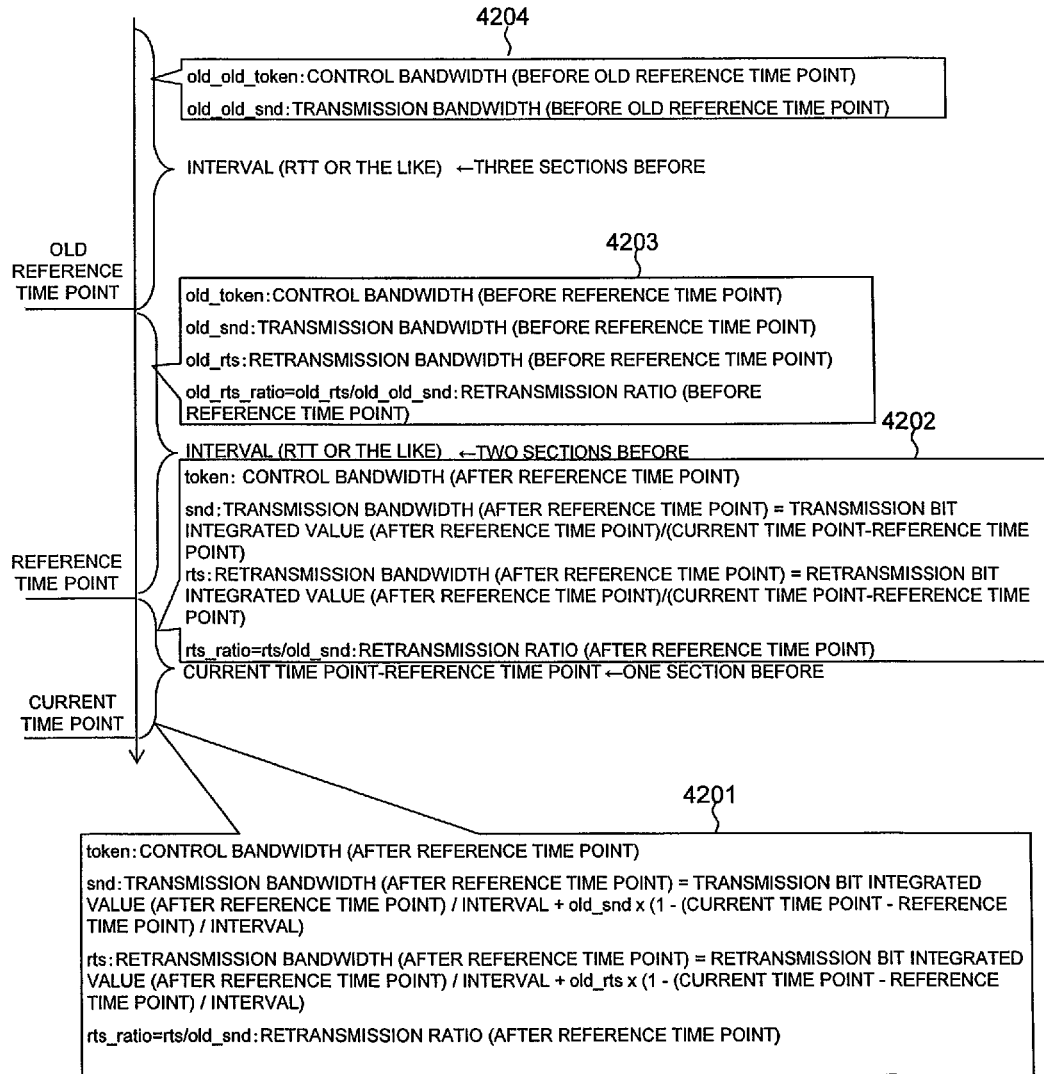 4204
old_old_token:CONTROL BANDWIDTH (BEFORE OLD REFERENCE TIME POINT)
old_old_snd:TRANSMISSION BANDWIDTH (BEFORE OLD REFERENCE TIME POINT)
INTERVAL (RTT OR THE LIKE) ←THREE SECTIONS BEFORE
OLD
REFERENCE
TIME POINT
4203
old_token:CONTROL BANDWIDTH (BEFORE REFERENCE TIME POINT)
old_snd:TRANSMISSION BANDWIDTH (BEFORE REFERENCE TIME POINT)
old_rts:RETRANSMISSION BANDWIDTH (BEFORE REFERENCE TIME POINT)
old_rts_ratio=old_rts/old_old_snd:RETRANSMISSION RATIO (BEFORE
REFERENCE TIME POINT)
4202
INTERVAL (RTT OR THE LIKE) ←TWO SECTIONS BEFORE
token: CONTROL BANDWIDTH (AFTER REFERENCE TIME POINT)
snd:TRANSMISSION BANDWIDTH (AFTER REFERENCE TIME POINT) = TRANSMISSION BIT
INTEGRATED VALUE (AFTER REFERENCE TIME POINT)/(CURRENT TIME POINT-REFERENCE TIME
POINT)
REFERENCE
TIME POINT
rts:RETRANSMISSION BANDWIDTH (AFTER REFERENCE TIME POINT) = RETRANSMISSION BIT
INTEGRATED VALUE (AFTER REFERENCE TIME POINT)/(CURRENT TIME POINT-REFERENCE TIME
POINT)
rts_ratio=rts/old_snd:RETRANSMISSION RATIO (AFTER REFERENCE TIME POINT)
CURRENT TIME POINT-REFERENCE TIME POINT←ONE SECTION BEFORE
CURRENT
TIME POINT
4201
token:CONTROL BANDWIDTH (AFTER REFERENCE TIME POINT)
snd:TRANSMISSION BANDWIDTH (AFTER REFERENCE TIME POINT) = TRANSMISSION BIT INTEGRATED
VALUE (AFTER REFERENCE TIME POINT) / INTERVAL + old_snd x (1 - (CURRENT TIME POINT - REFERENCE
TIME POINT) / INTERVAL)
rts:RETRANSMISSION BANDWIDTH (AFTER REFERENCE TIME POINT) = RETRANSMISSION BIT INTEGRATED
VALUE (AFTER REFERENCE TIME POINT) / INTERVAL + old_rts x (1 - (CURRENT TIME POINT - REFERENCE
TIME POINT) / INTERVAL)
rts_ratio=rts/old_snd:RETRANSMISSION RATIO (AFTER REFERENCE TIME POINT)